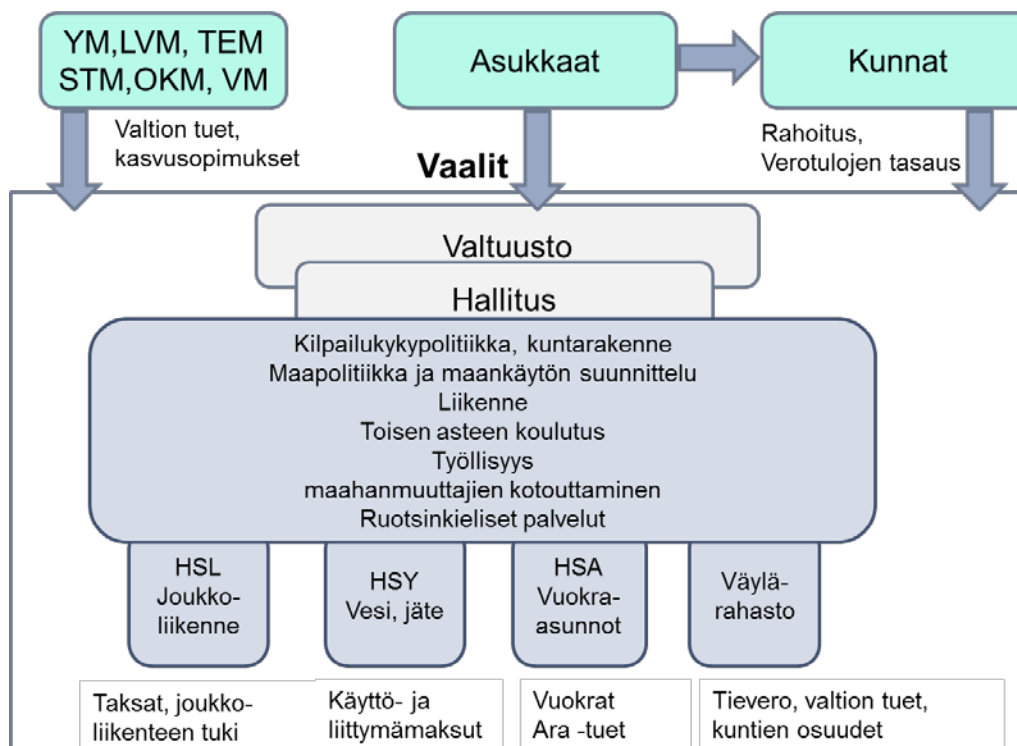 YM,LVM, TEM
STM,OKM, VM
Asukkaat
Kunnat
Valtion tuet,
kasvusopimukset
Vaalit
Rahoitus,
Verotulojen tasaus
Valtuusto
Hallitus
Kilpailukykypolitiikka, kuntarakenne
Maapolitiikka ja maankäytön suunnittelu
Liikenne
Toisen asteen koulutus
Työllisyys
maahanmuuttajien kotouttaminen
Ruotsinkieliset palvelut
HSL
Joukko-
liikenne
HSY
Vesi, jäte
HSA
Vuokra-
asunnot
Väylä-
rahasto
Taksat, joukko-
liikenteen tuki
Käyttö- ja
liittymämaksut
Vuokrat
Ara -tuet
Tievero, valtion tuet,
kuntien osuudet